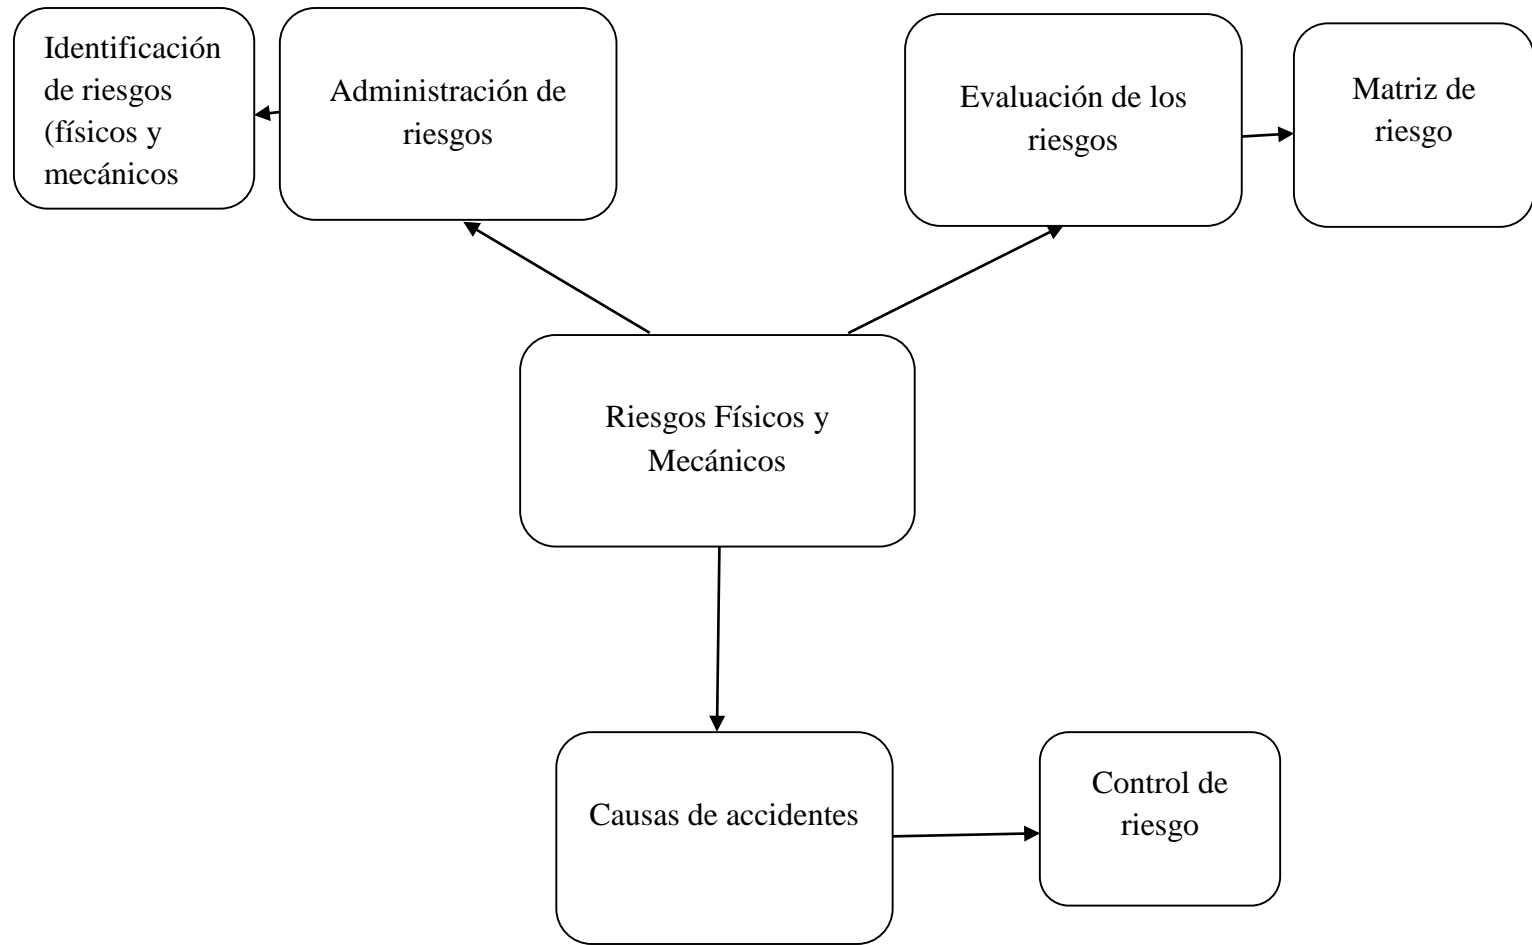 Identificación
de riesgos
(físicos y
mecánicos
Administración de
riesgos
Evaluación de los
riesgos
Matriz de
riesgo
Riesgos Físicos y
Mecánicos
Causas de accidentes
Control de
riesgo